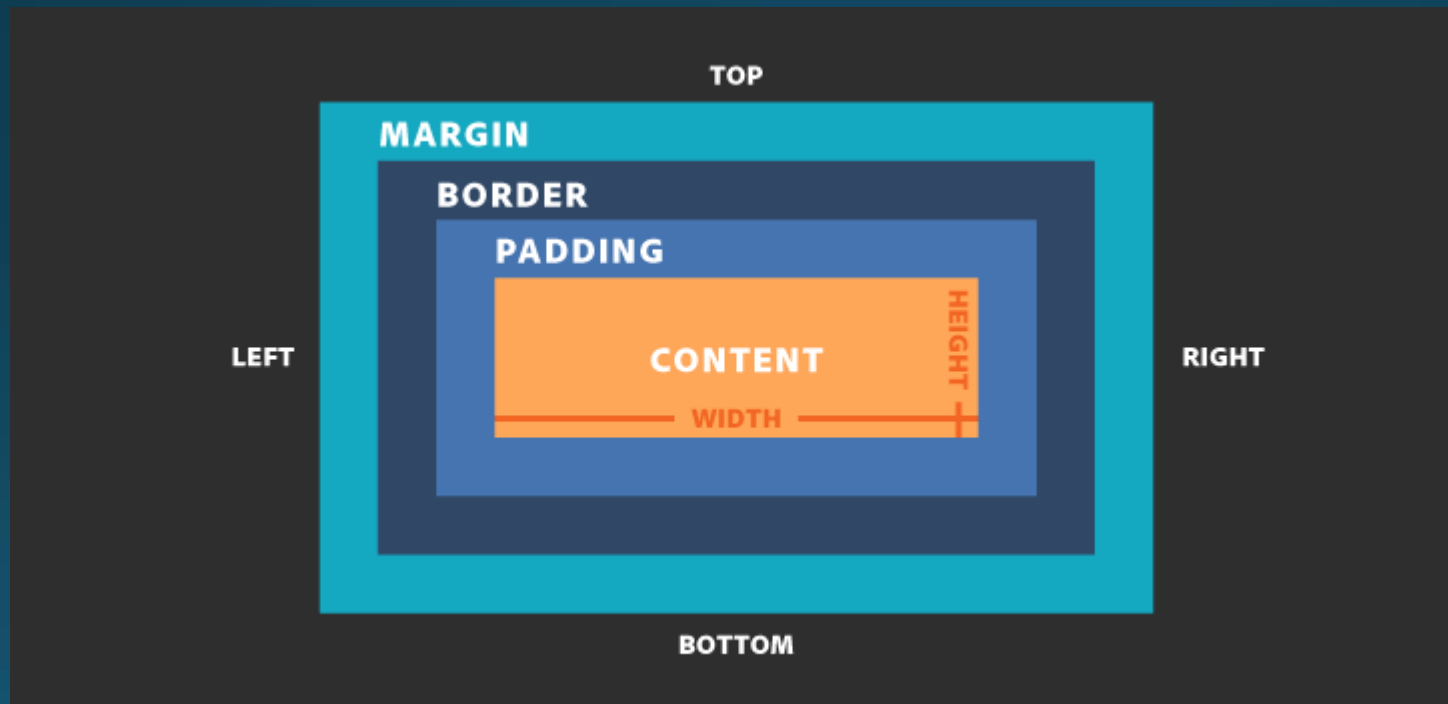 TOP
MARGIN
BORDER
PADDING
HEIGHT
CONTENT
LEFT
RIGHT
WIDTH
BOTTOM